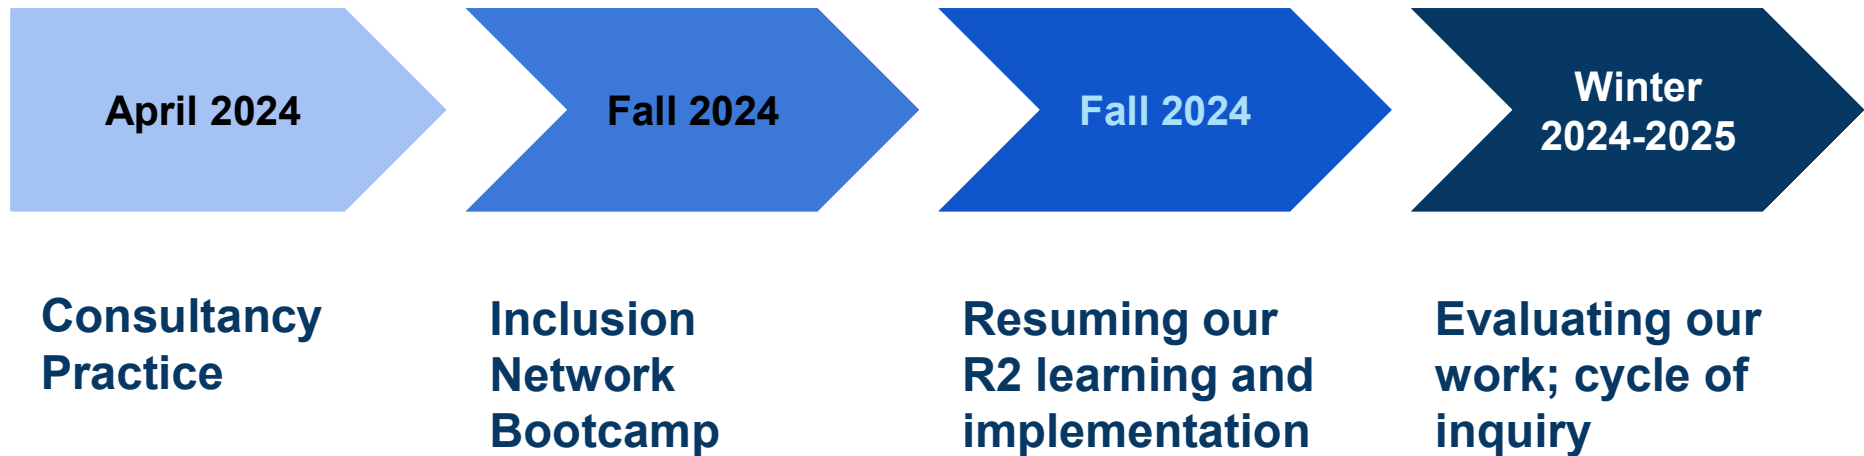 April 2024
Fall 2024
Fall 2024
Winter
2024-2025
Consultancy
Practice
Inclusion
Network
Bootcamp
Resuming our
R2 learning and
implementation
Evaluating our
work; cycle of
inquiry